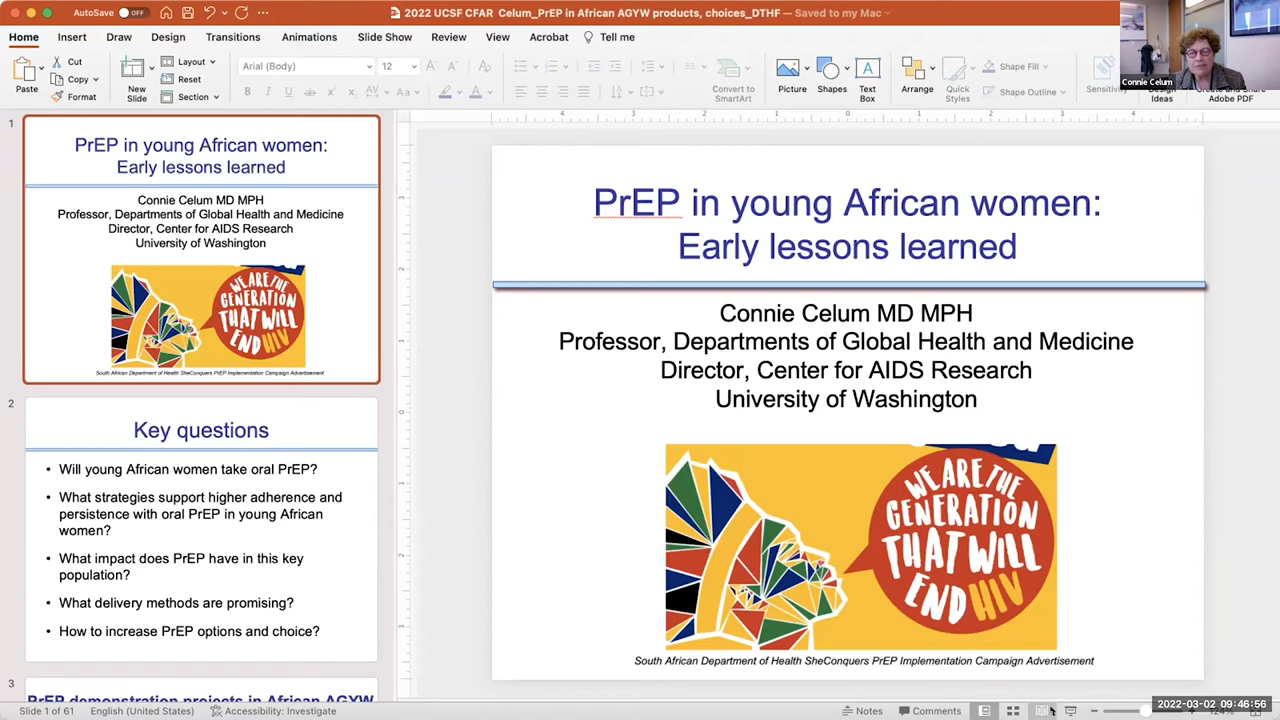 AutoSave OFF
2022 UCSF CFAR Celum_PrEP in African AGYW products, choices_DTHF — Saved to my Mac
Home Insert Draw Design Transitions Animations Slide Show Review View Acrobat Tell me
Paste
Cut
Copy
Format
New Slide
Layout
Reset
Section
Arial (Body) 12
Convert to SmartArt
Picture
Shapes
Text Box
Arrange
Quick Styles
Shape Fill
Shape Outline
Adobe PDF
Connie Celum
1
PrEP in young African women:
Early lessons learned
Connie Celum MD MPH
Professor, Departments of Global Health and Medicine
Director, Center for AIDS Research
University of Washington
WE ARE THE
GENERATION
THAT WILL
END HIV
South African Department of Health SheConquers PrEP Implementation Campaign Advertisement
2
Key questions
• Will young African women take oral PrEP?
• What strategies support higher adherence and
persistence with oral PrEP in young African
women?
• What impact does PrEP have in this key
population?
• What delivery methods are promising?
• How to increase PrEP options and choice?
3
PrEP demonstration projects in African AGYW
PrEP in young African women:
Early lessons learned
Connie Celum MD MPH
Professor, Departments of Global Health and Medicine
Director, Center for AIDS Research
University of Washington
WE ARE THE
GENERATION
THAT WILL
END HIV
South African Department of Health SheConquers PrEP Implementation Campaign Advertisement
Slide 1 of 61 English (United States) Accessibility: Investigate Notes Comments
2022-03-02 09:46:56